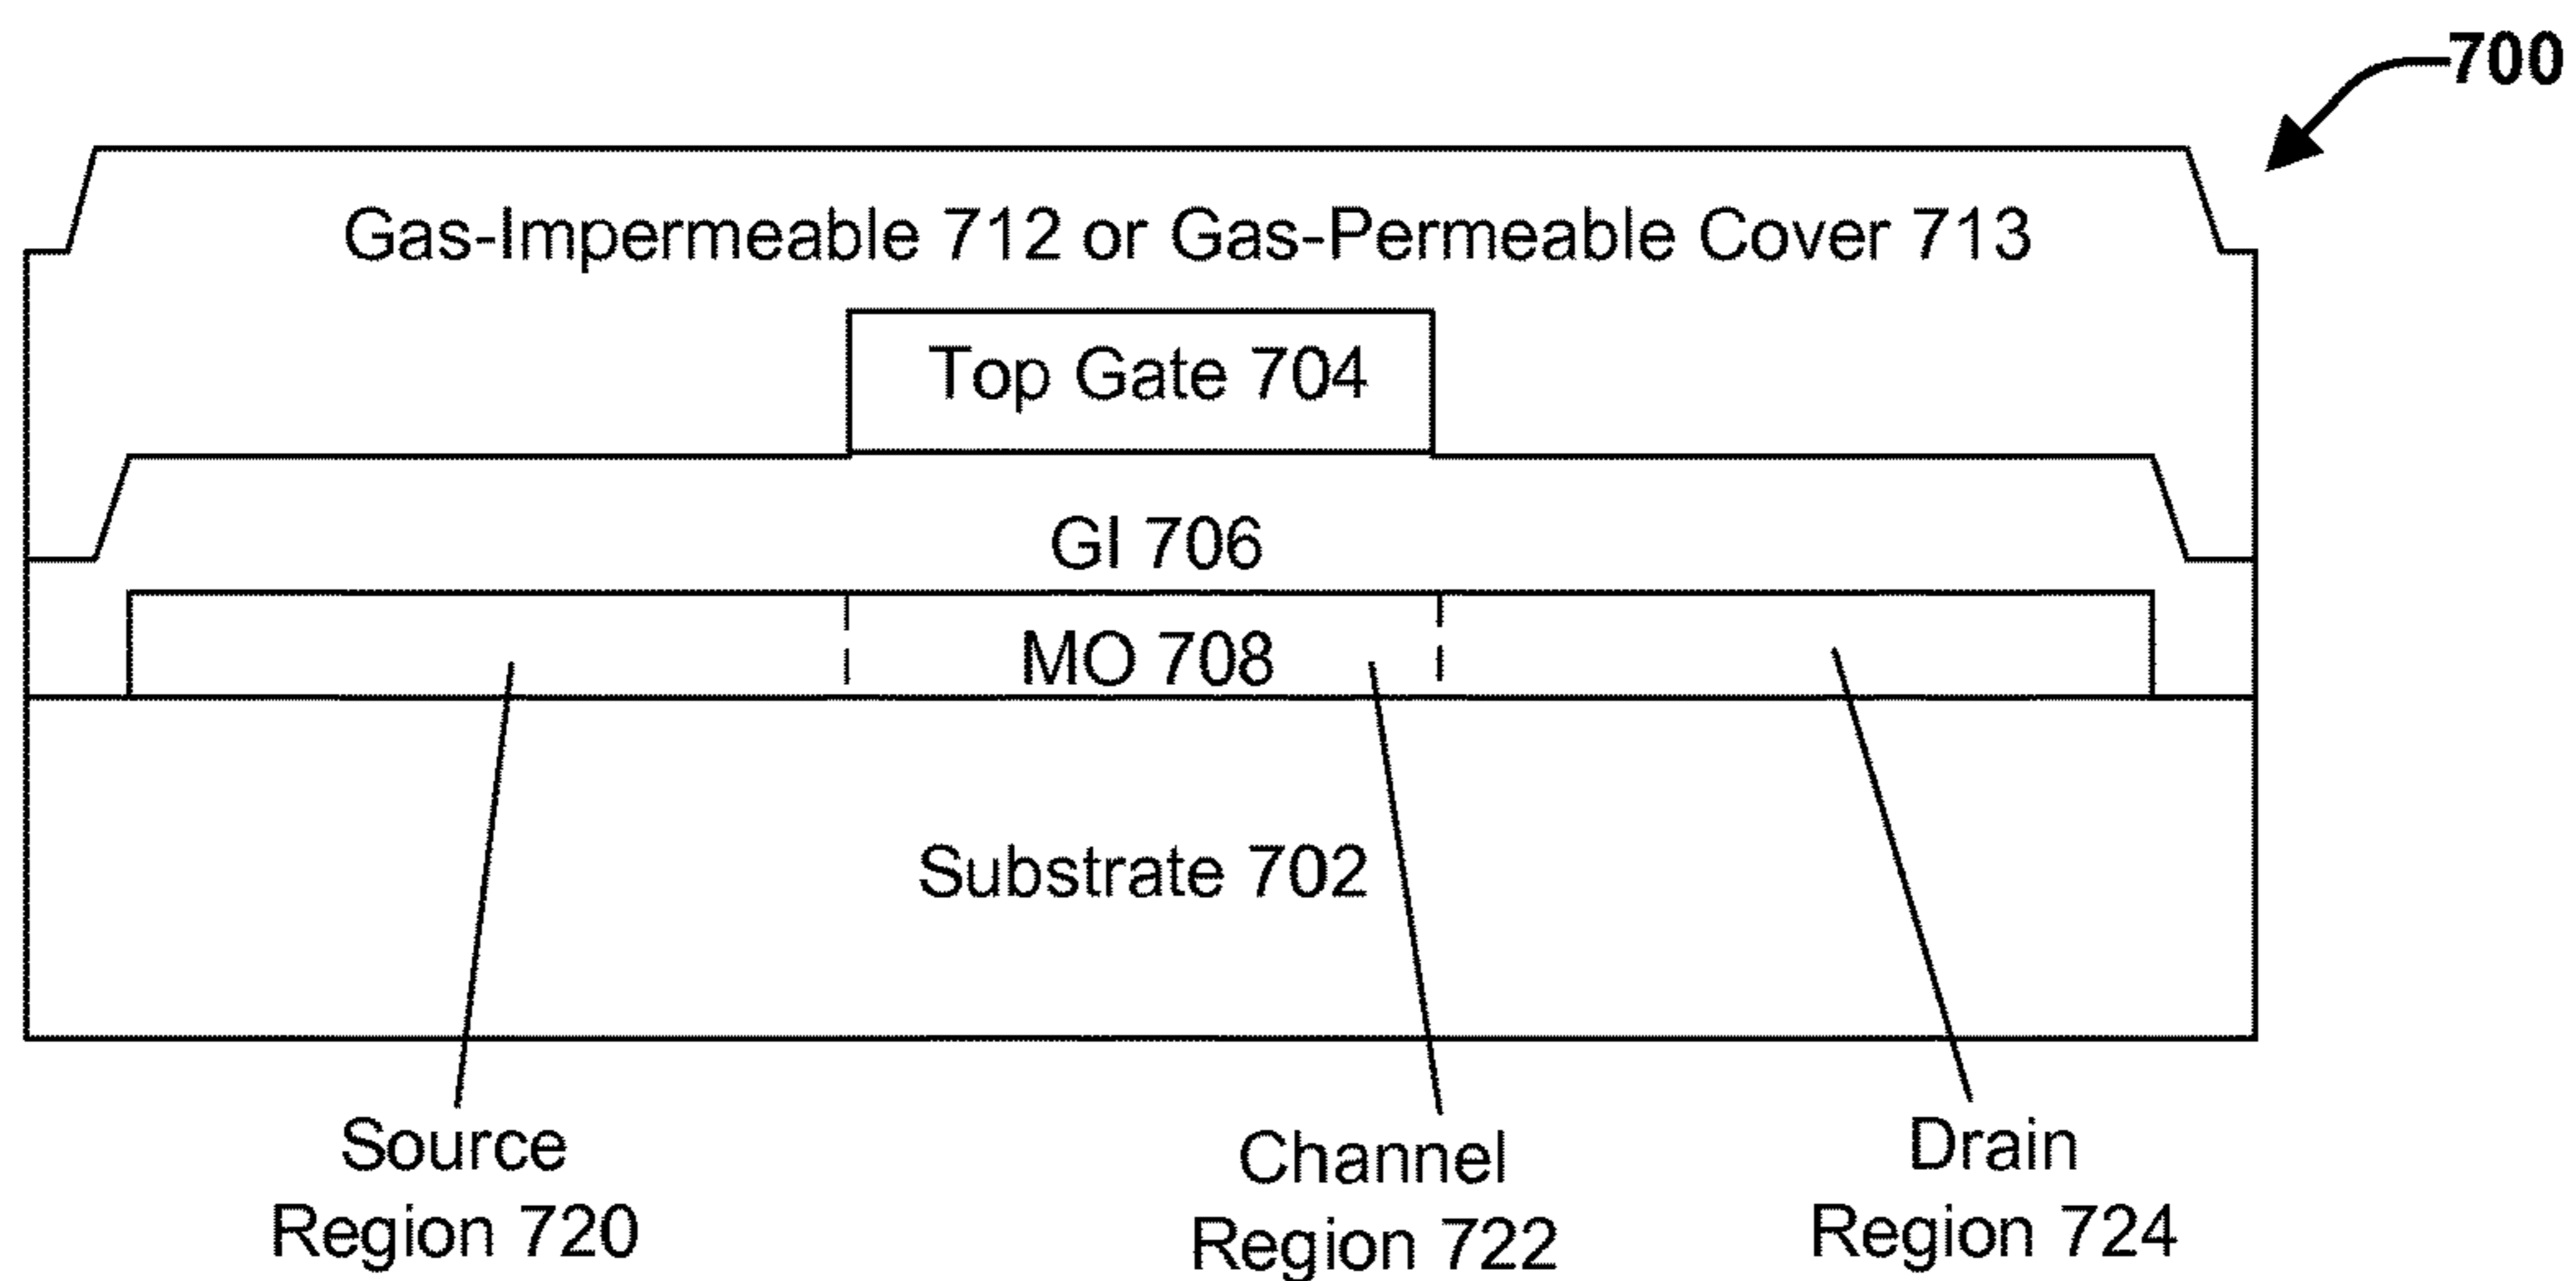 700
Gas-Impermeable 712 or Gas-Permeable Cover 713
Top Gate 704
GI 706
MO 708
Substrate 702
Source
Region 720
Channel
Region 722
Drain
Region 724